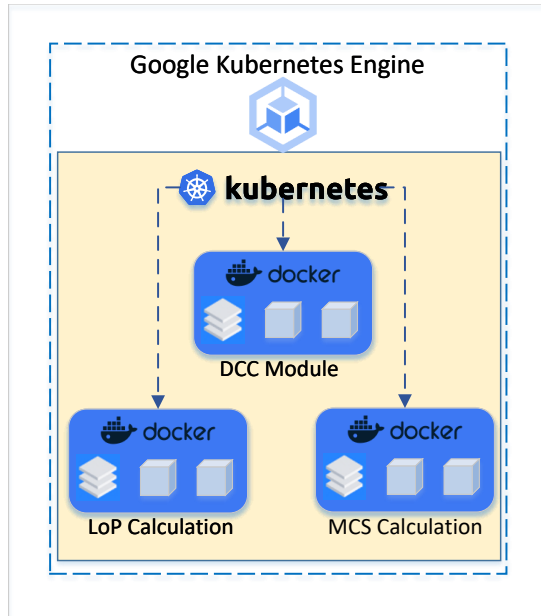 Google Kubernetes Engine
kubernetes
docker
DCC Module
docker
docker
LoP Calculation
MCS Calculation